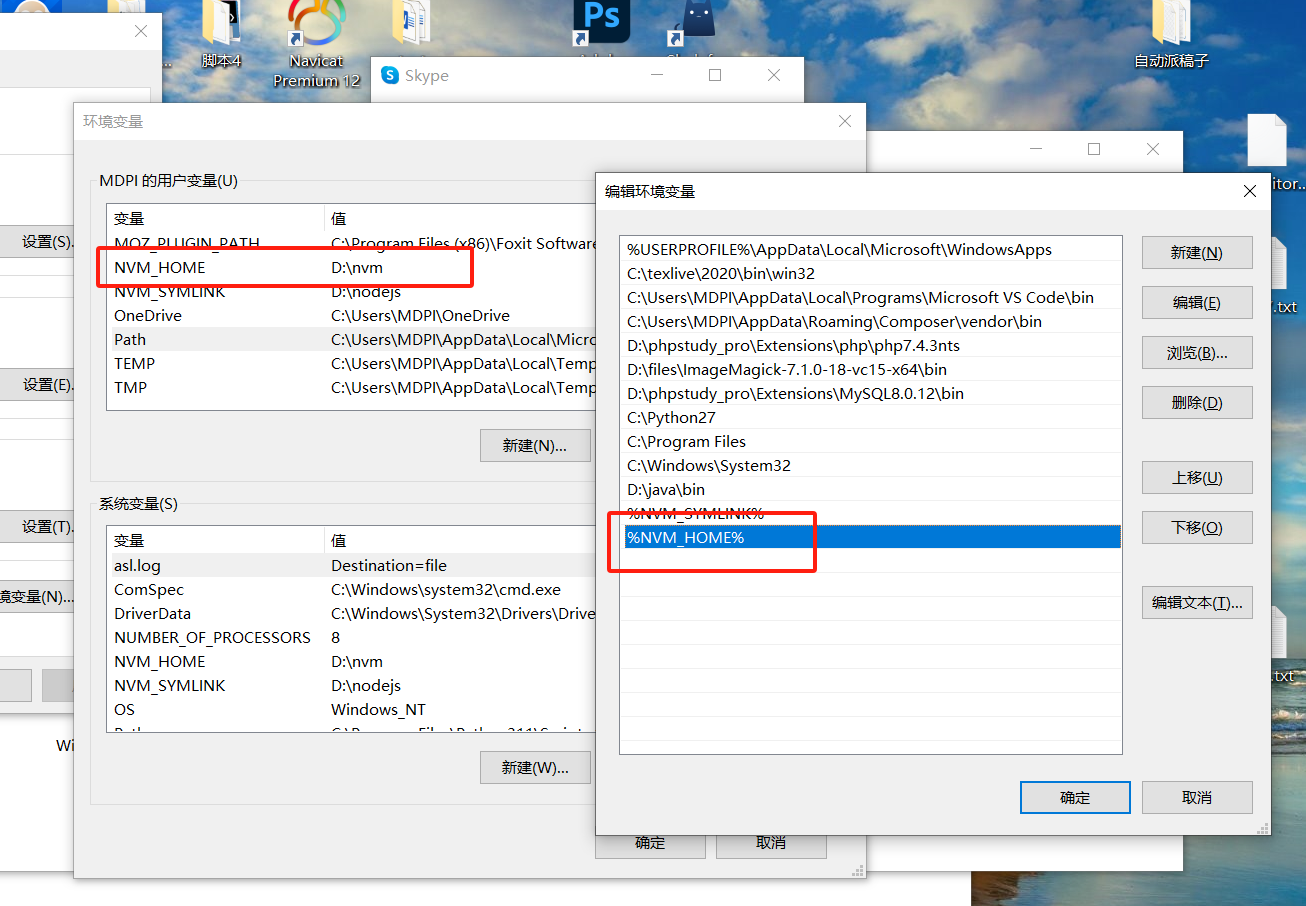 脚本4
Navicat
Premium 12
自动派稿子
Ps
Skype
环境变量
MDPI 的用户变量(U)
变量
值
MOZ_PLUGIN_PATH
C:\Program Files (x86)\Foxit Software
NVM_HOME
D:\nvm
NVM_SYMLINK
D:\nodejs
OneDrive
C:\Users\MDPI\OneDrive
Path
C:\Users\MDPI\AppData\Local\Micro
TEMP
C:\Users\MDPI\AppData\Local\Temp
TMP
C:\Users\MDPI\AppData\Local\Temp
新建(N)...
系统变量(S)
变量
值
asl.log
Destination=file
ComSpec
C:\Windows\system32\cmd.exe
DriverData
C:\Windows\System32\Drivers\Drive
NUMBER_OF_PROCESSORS
8
NVM_HOME
D:\nvm
NVM_SYMLINK
D:\nodejs
OS
Windows_NT
新建(W)...
确定
取消
设置(S)...
设置(E)...
设置(T)...
境变量(N)...
Wi
编辑环境变量
%USERPROFILE%\AppData\Local\Microsoft\WindowsApps
C:\texlive\2020\bin\win32
C:\Users\MDPI\AppData\Local\Programs\Microsoft VS Code\bin
C:\Users\MDPI\AppData\Roaming\Composer\vendor\bin
D:\phpstudy_pro\Extensions\php\php7.4.3nts
D:\files\ImageMagick-7.1.0-18-vc15-x64\bin
D:\phpstudy_pro\Extensions\MySQL8.0.12\bin
C:\Python27
C:\Program Files
C:\Windows\System32
D:\java\bin
%NVM_SYMLINK%
%NVM_HOME%
新建(N)
编辑(E)
浏览(B)...
删除(D)
上移(U)
下移(O)
编辑文本(T)...
确定
取消
itor...
.txt
.txt